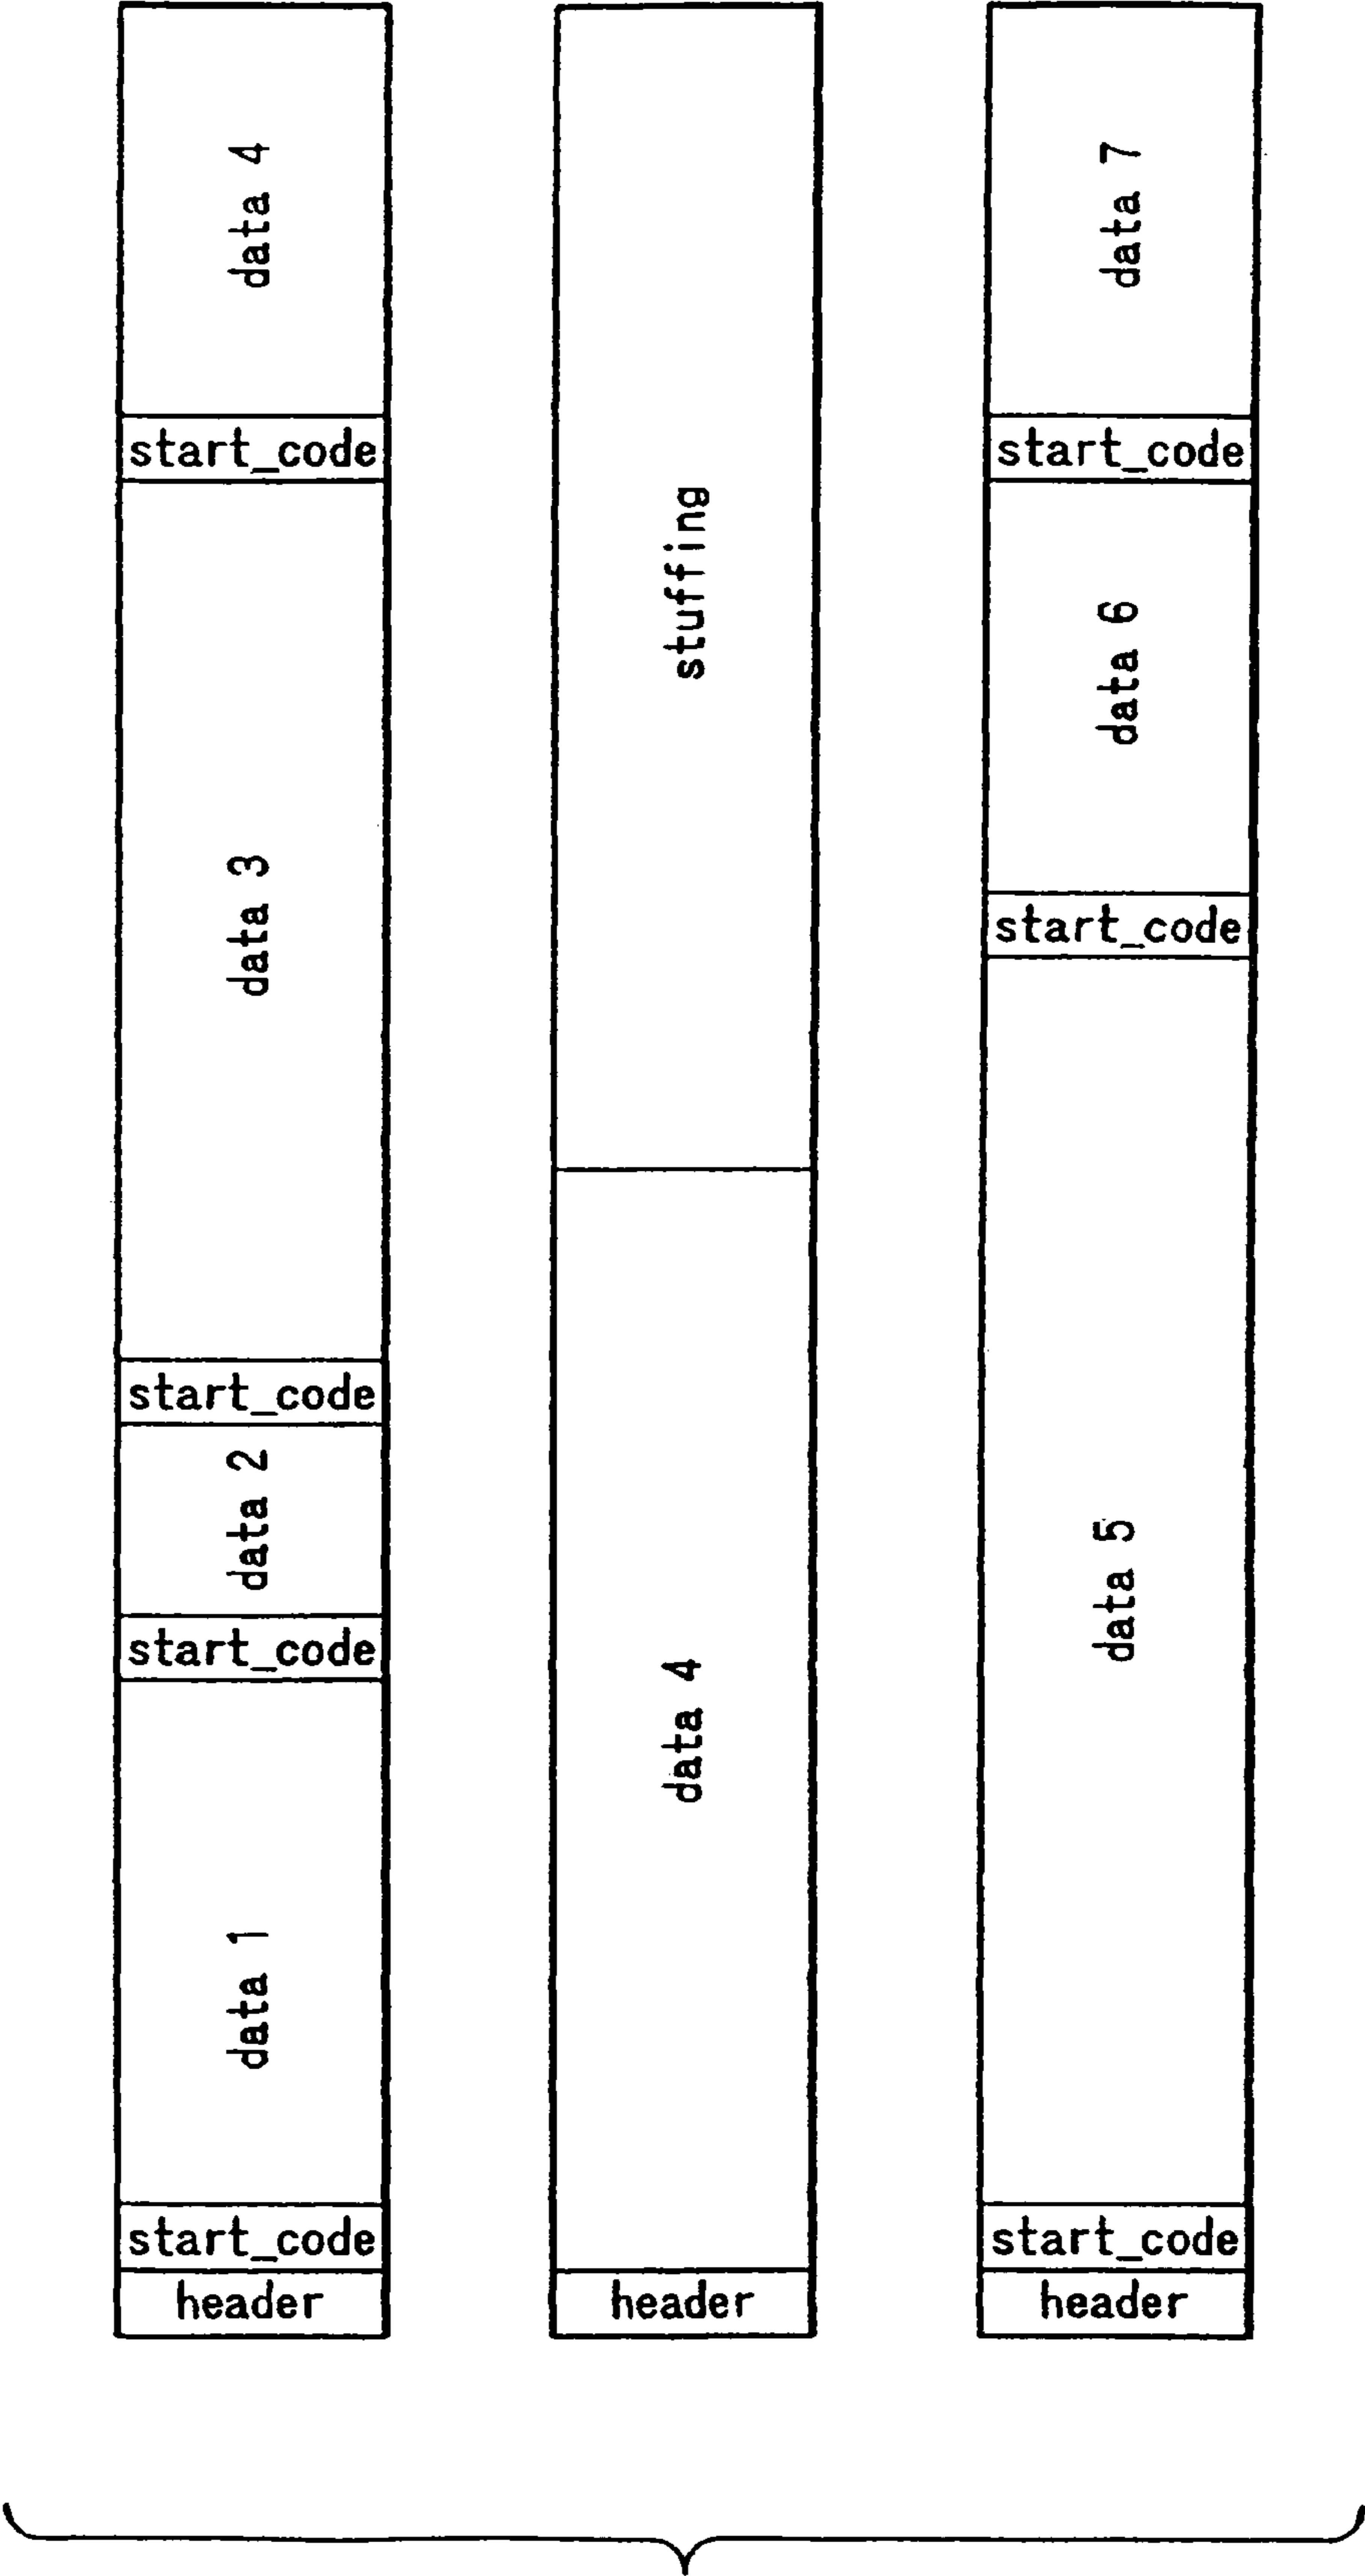 data 4
start_code
data 3
start_code
data 2
start_code
data 1
start_code
header
stuffing
data 4
header
data 7
start_code
data 6
start_code
data 5
start_code
header